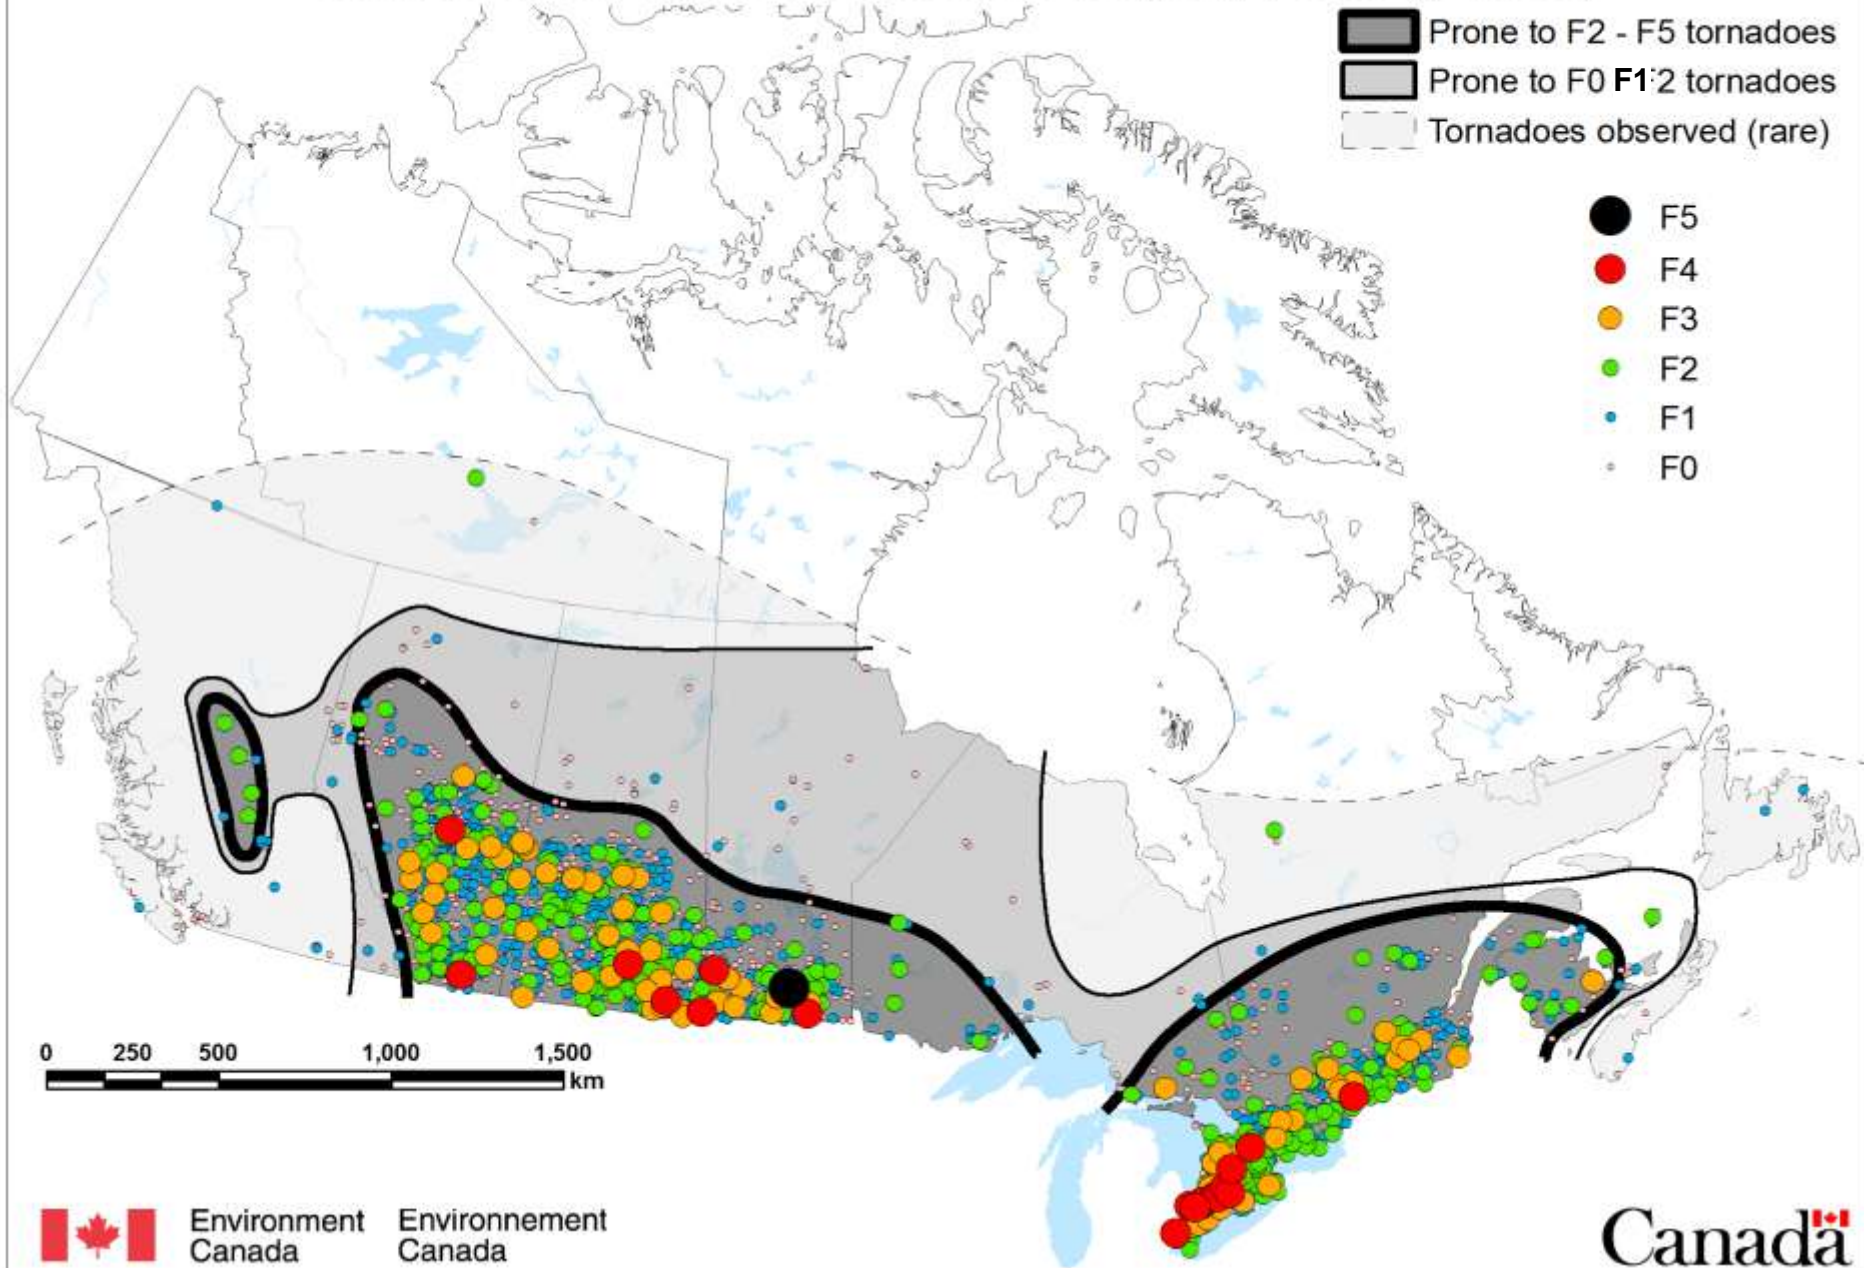 Prone to F2 - F5 tornadoes
Prone to F0 F1 F2 tornadoes
Tornadoes observed (rare)
F5
F4
F3
F2
F1
F0
0 250 500 1,000 1,500
km
Environment Environnement
Canada Canada
Canada